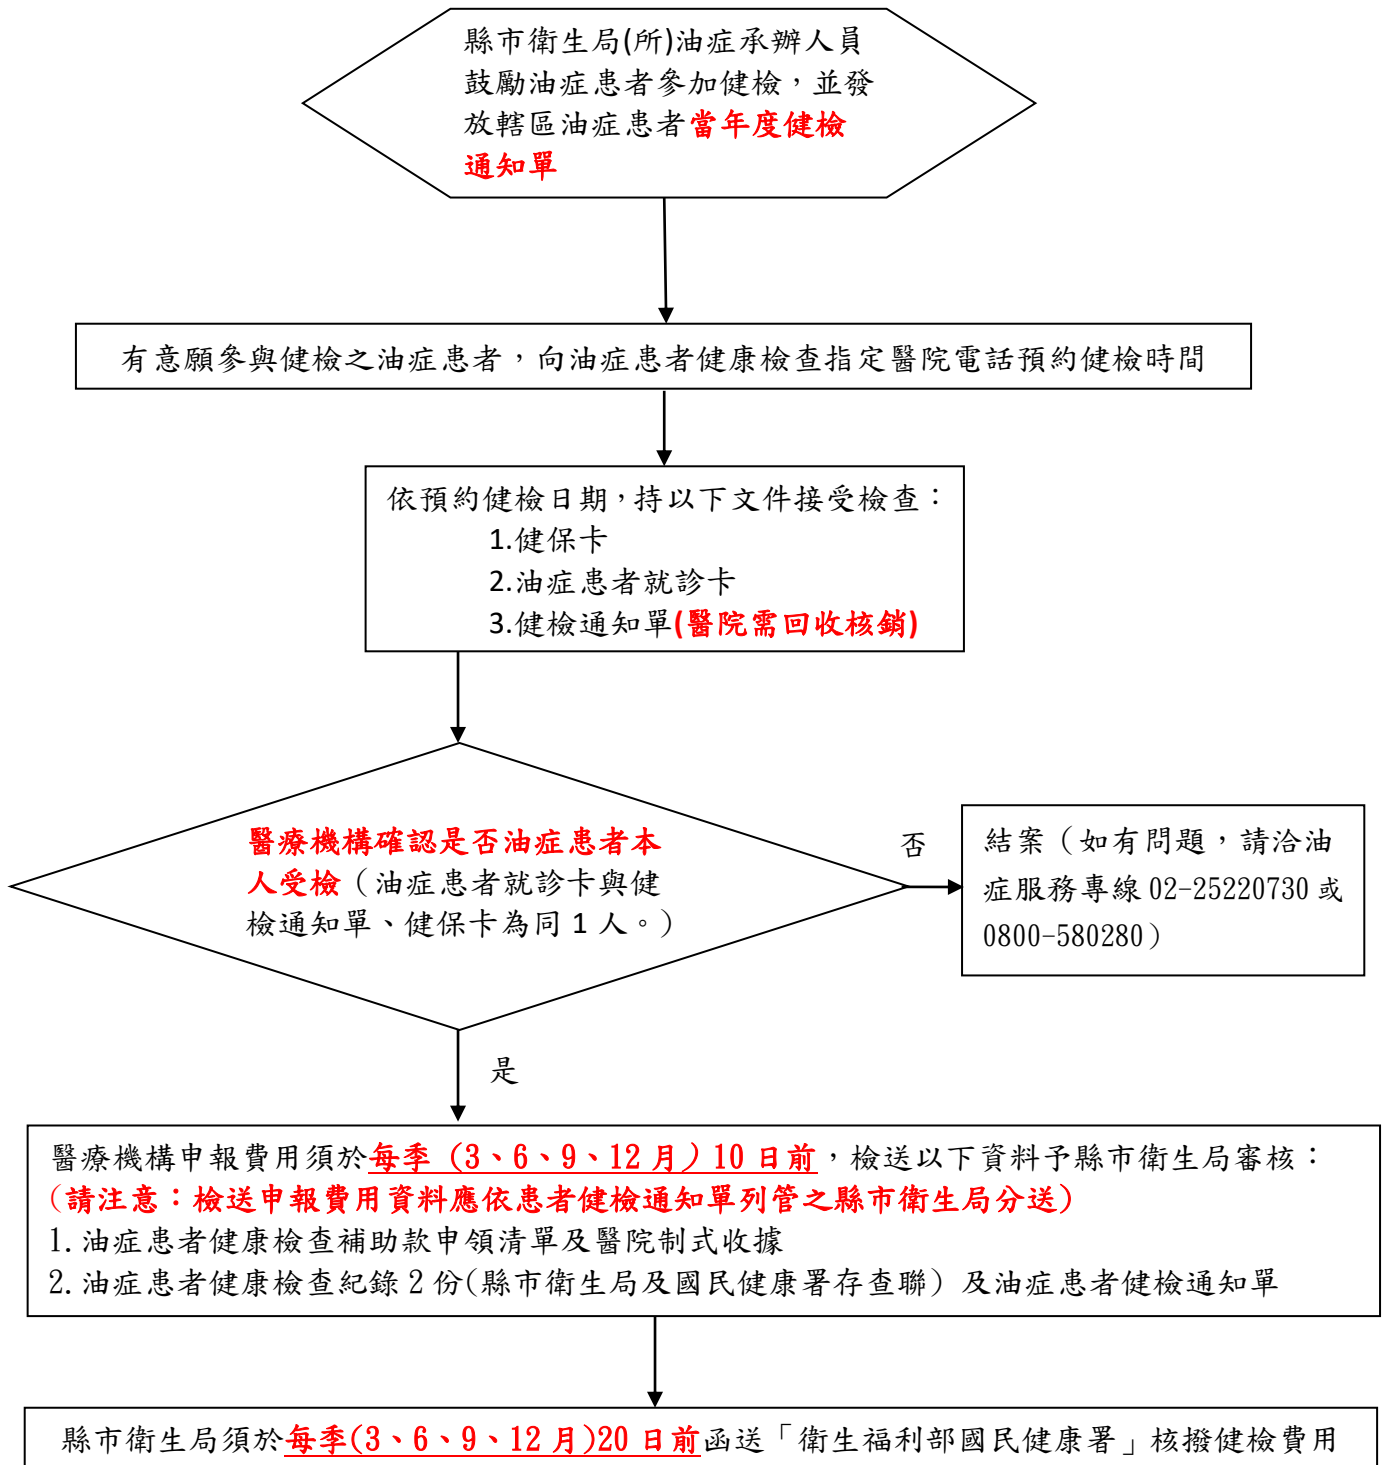 縣市衛生局(所)油症承辦人員
鼓勵油症患者參加健檢，並發
放轄區油症患者當年度健檢
通知單
有意願參與健檢之油症患者，向油症患者健康檢查指定醫院電話預約健檢時間
依預約健檢日期，持以下文件接受檢查：
1.健保卡
2.油症患者就診卡
3.健檢通知單(醫院需回收核銷)
醫療機構確認是否油症患者本
人受檢（油症患者就診卡與健
檢通知單、健保卡為同 1 人。）
否
結案（如有問題，請洽油
症服務專線 02-25220730 或
0800-580280）
是
醫療機構申報費用須於每季（3、6、9、12 月）10 日前，檢送以下資料予縣市衛生局審核：
（請注意：檢送申報費用資料應依患者健檢通知單列管之縣市衛生局分送）
1.油症患者健康檢查補助款申領清單及醫院制式收據
2.油症患者健康檢查紀錄 2 份(縣市衛生局及國民健康署存查聯）及油症患者健檢通知單
縣市衛生局須於每季(3、6、9、12 月)20 日前函送「衛生福利部國民健康署」核撥健檢費用